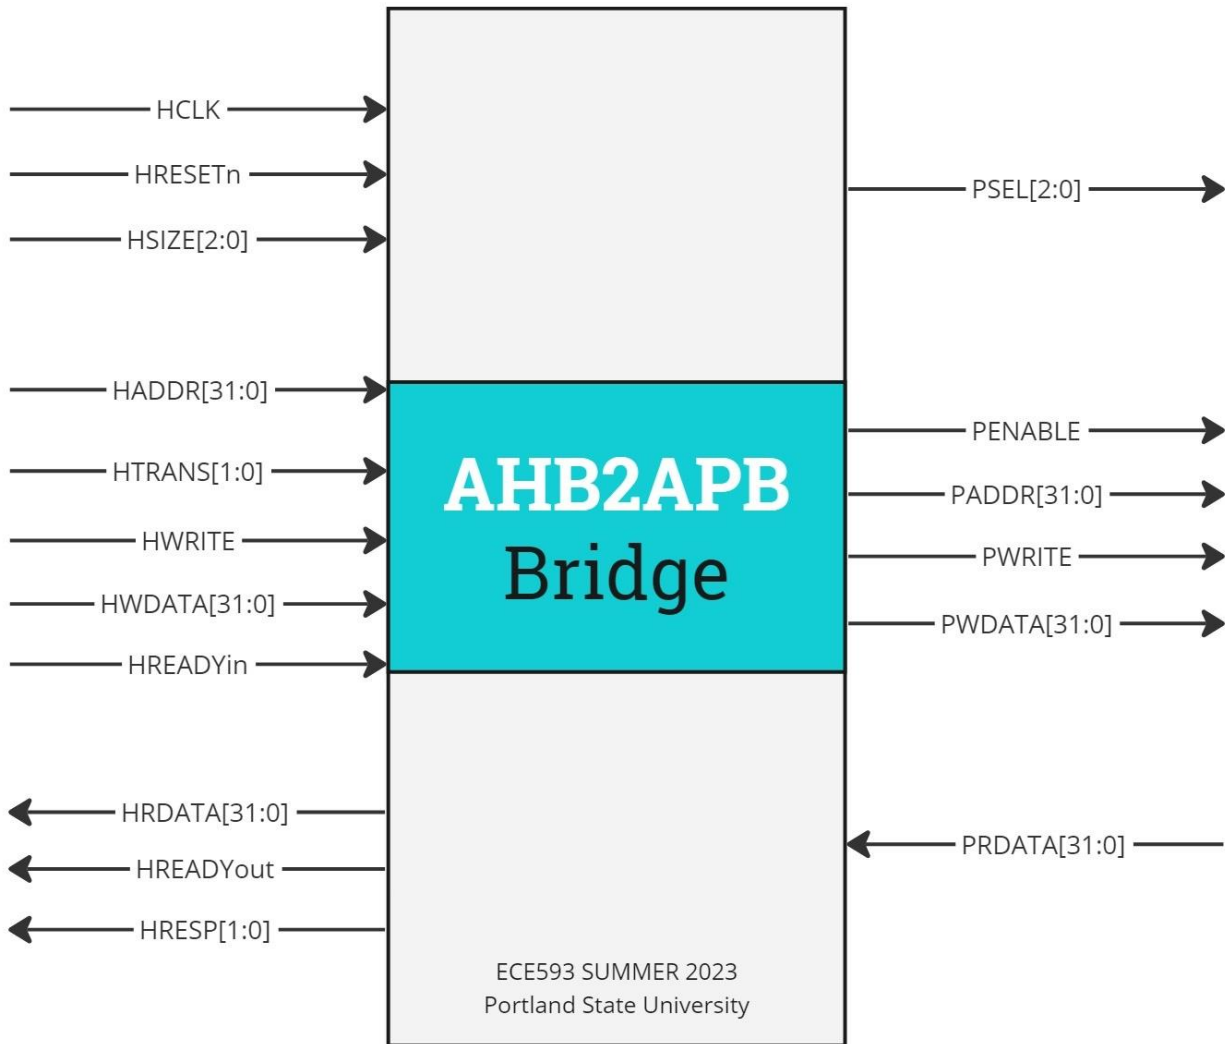 HCLK
HRESETn
HSIZE[2:0]
HADDR[31:0]
HTRANS[1:0]
HWRITE
HWDATA[31:0]
HREADYin
HRDATA[31:0]
HREADYout
HRESP[1:0]
AHB2APB
Bridge
ECE593 SUMMER 2023
Portland State University
PSEL[2:0]
PENABLE
PADDR[31:0]
PWRITE
PWDATA[31:0]
PRDATA[31:0]